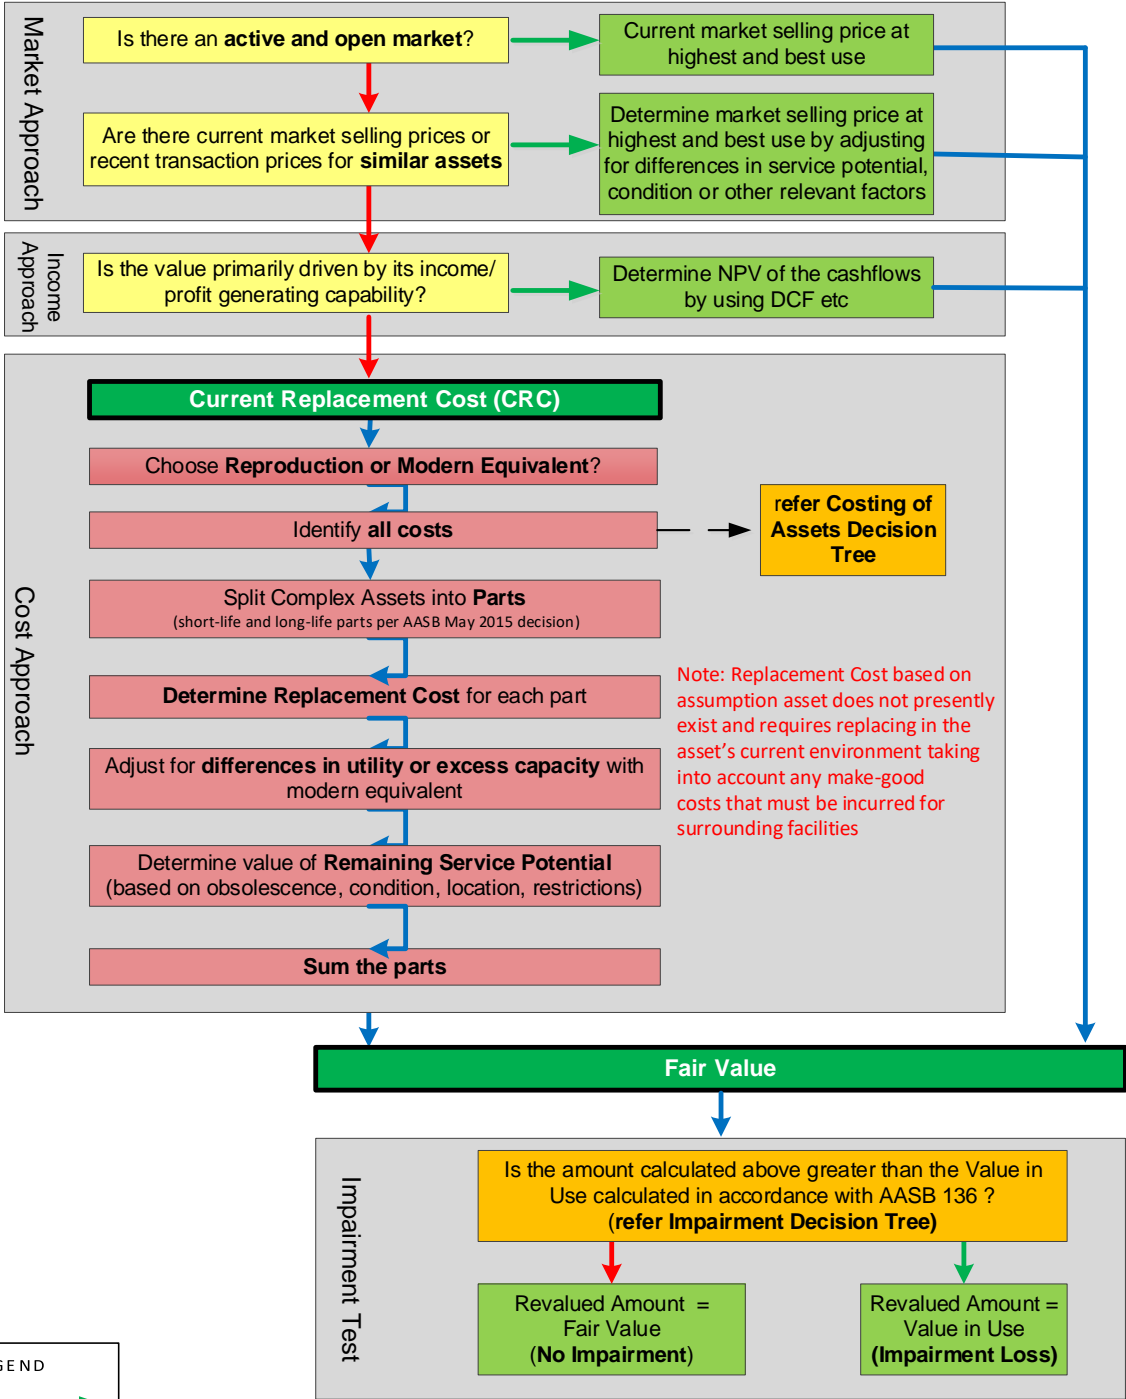 Market Approach
Is there an active and open market?
Current market selling price at
highest and best use
Are there current market selling prices or
recent transaction prices for similar assets
Determine market selling price at
highest and best use by adjusting
for differences in service potential,
condition or other relevant factors
Income
Approach
Is the value primarily driven by its income/
profit generating capability?
Determine NPV of the cashflows
by using DCF etc
Cost Approach
Current Replacement Cost (CRC)
Choose Reproduction or Modern Equivalent?
Identify all costs
refer Costing of
Assets Decision
Tree
Split Complex Assets into Parts
(short-life and long-life parts per AASB May 2015 decision)
Determine Replacement Cost for each part
Note: Replacement Cost based on
assumption asset does not presently
exist and requires replacing in the
asset's current environment taking
into account any make-good
costs that must be incurred for
surrounding facilities
Adjust for differences in utility or excess capacity with
modern equivalent
Determine value of Remaining Service Potential
(based on obsolescence, condition, location, restrictions)
Sum the parts
Fair Value
Impairment Test
Is the amount calculated above greater than the Value in
Use calculated in accordance with AASB 136 ?
(refer Impairment Decision Tree)
Revalued Amount =
Fair Value
(No Impairment)
Revalued Amount =
Value in Use
(Impairment Loss)
GEND